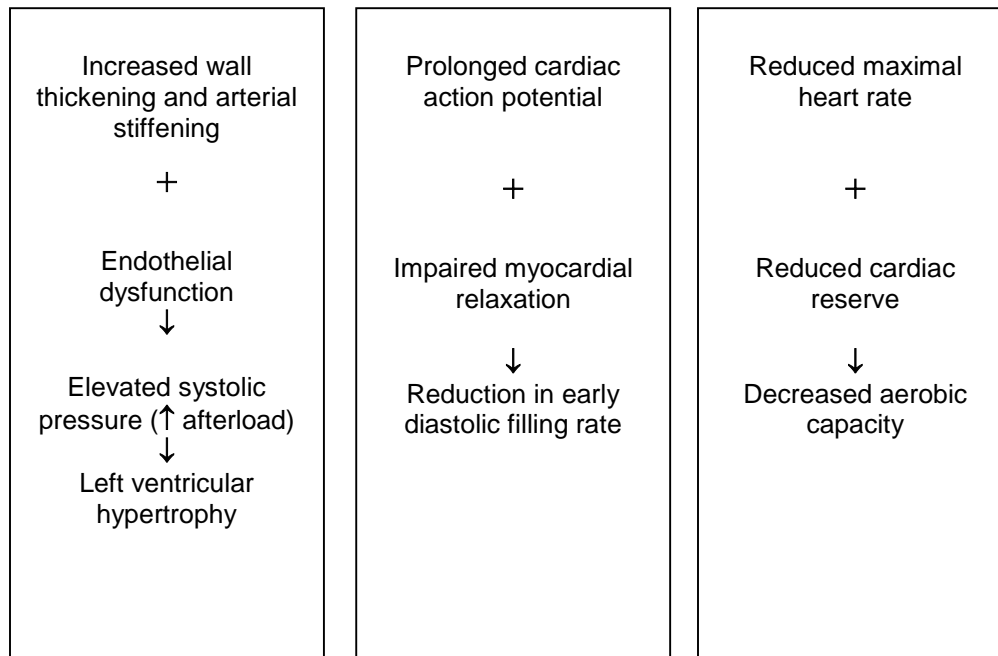 Increased wall
thickening and arterial
stiffening
+
Endothelial
dysfunction
↓
Elevated systolic
pressure (↑ afterload)
↓
Left ventricular
hypertrophy
Prolonged cardiac
action potential
+
Impaired myocardial
relaxation
↓
Reduction in early
diastolic filling rate
Reduced maximal
heart rate
+
Reduced cardiac
reserve
↓
Decreased aerobic
capacity